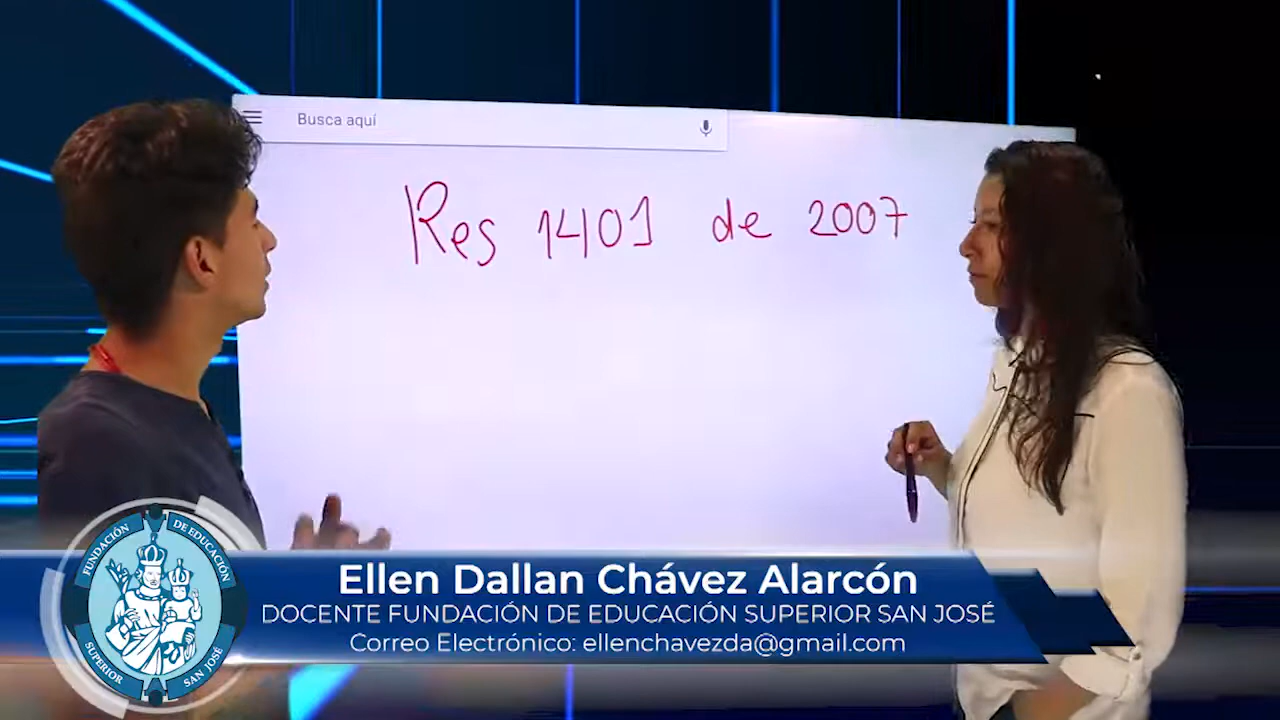 Busca aquí
Res 1401 de 2007
Ellen Dallan Chávez Alarcón
DOCENTE FUNDACIÓN DE EDUCACIÓN SUPERIOR SAN JOSÉ
Correo Electrónico: ellenchavezda@gmail.com
FUNDACIÓN
DE EDUCACIÓN
SUPERIOR
SAN JOSÉ